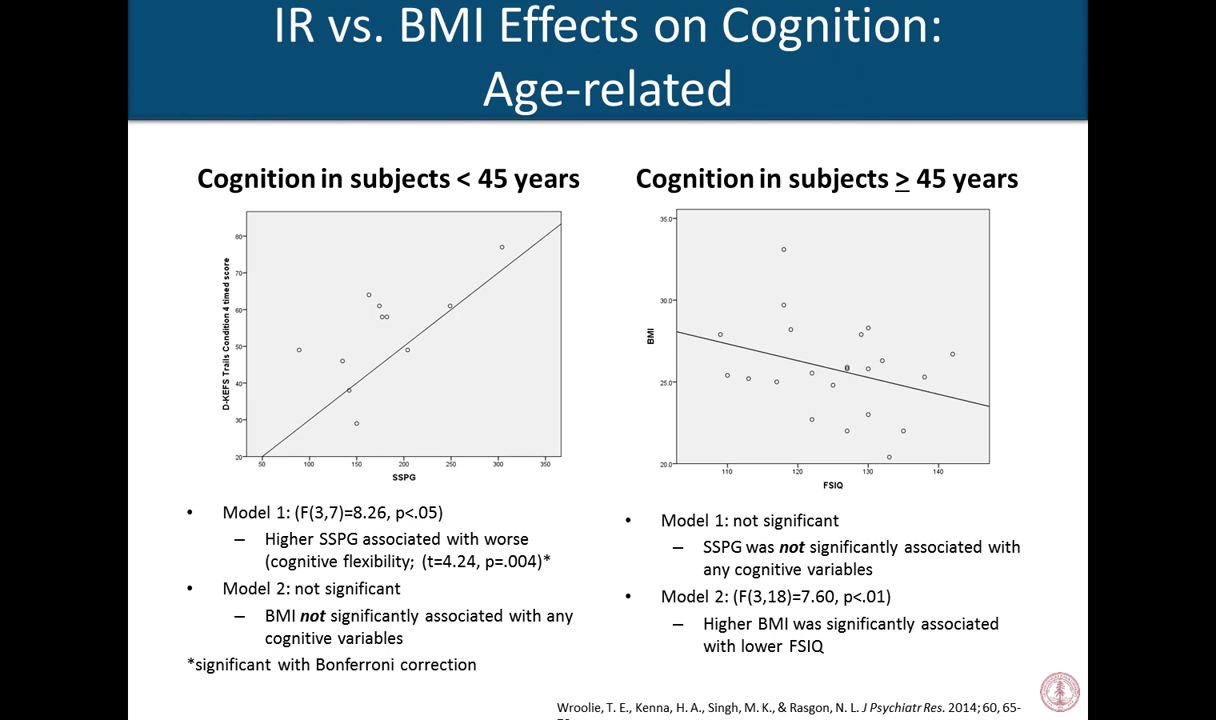 IR vs. BMI Effects on Cognition:
Age-related
Cognition in subjects < 45 years
80
70
60
50
40
30
20
D-KEFS Trails Condition 4 timed score
50 100 150 200 250 300 350
SSPG
• Model 1: (F(3,7)=8.26, p<.05)
– Higher SSPG associated with worse
(cognitive flexibility; (t=4.24, p=.004)*
• Model 2: not significant
– BMI not significantly associated with any
cognitive variables
*significant with Bonferroni correction
Cognition in subjects > 45 years
35.0
30.0
25.0
20.0
BMI
110 120 130 140
FSIQ
• Model 1: not significant
– SSPG was not significantly associated with
any cognitive variables
• Model 2: (F(3,18)=7.60, p<.01)
– Higher BMI was significantly associated
with lower FSIQ
Wroolie, T. E., Kenna, H. A., Singh, M. K., & Rasgon, N. L. J Psychiatr Res. 2014; 60, 65-